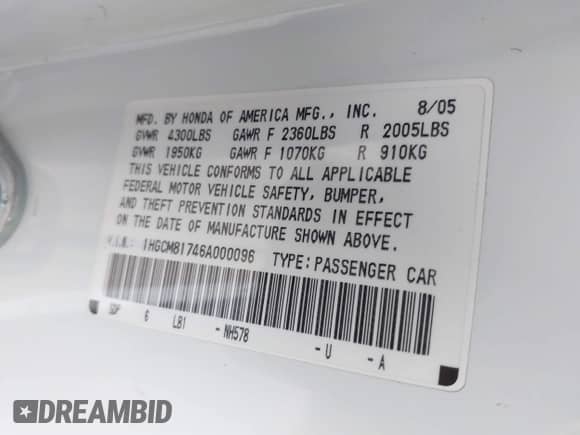 MFD. BY HONDA OF AMERICA MFG., INC. 8/05
GVWR 4300LBS GAWR F 2360LBS R 2005LBS
GVWR 1950KG GAWR F 1070KG R 910KG
THIS VEHICLE CONFORMS TO ALL APPLICABLE
FEDERAL MOTOR VEHICLE SAFETY, BUMPER,
AND THEFT PREVENTION STANDARDS IN EFFECT
ON THE DATE OF MANUFACTURE SHOWN ABOVE.
V.I.N.: 1HGCM81746A000096 TYPE: PASSENGER CAR
SDP 6 LB1 - NH578 - U - A
DREAMBID